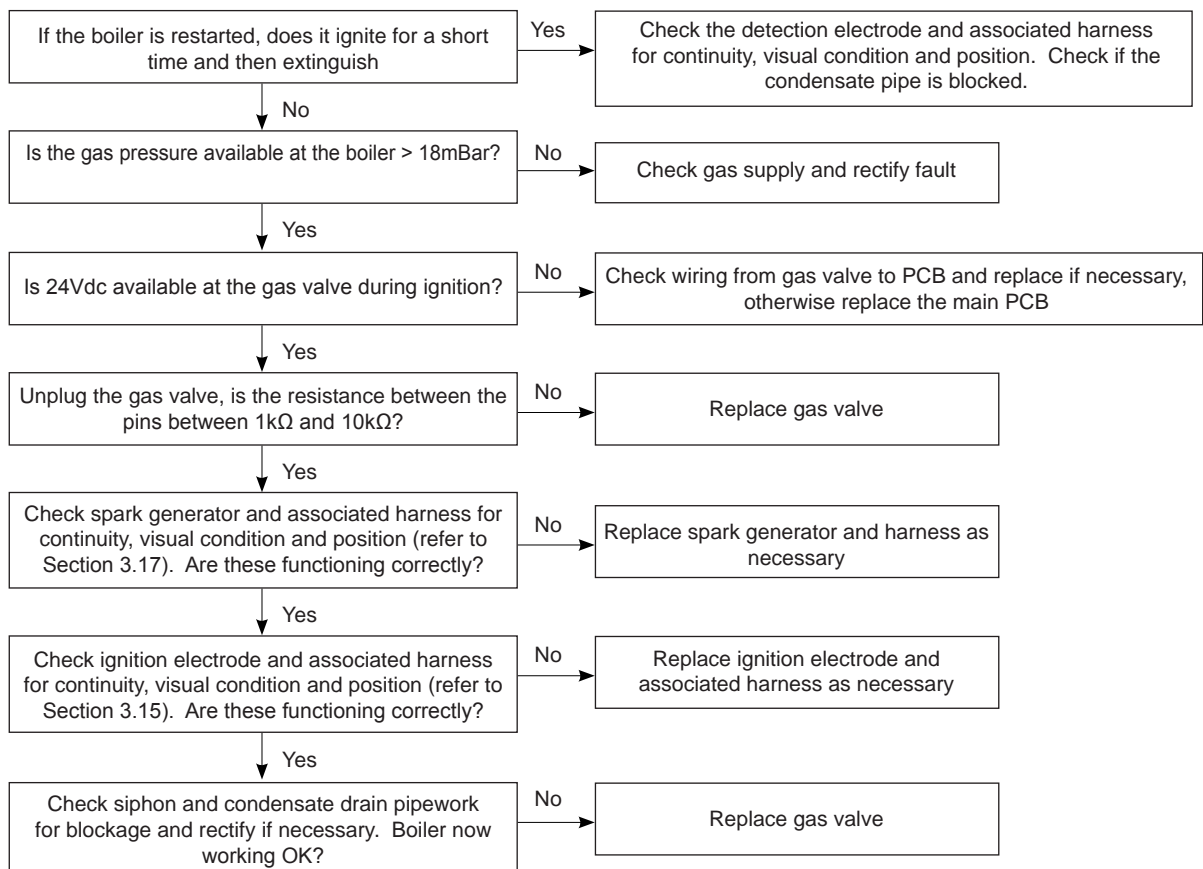 If the boiler is restarted, does it ignite for a short
time and then extinguish
Yes
Check the detection electrode and associated harness
for continuity, visual condition and position.  Check if the
condensate pipe is blocked.
No
Is the gas pressure available at the boiler > 18mBar?
No
Check gas supply and rectify fault
Yes
Is 24Vdc available at the gas valve during ignition?
No
Check wiring from gas valve to PCB and replace if necessary,
otherwise replace the main PCB
Yes
Unplug the gas valve, is the resistance between the
pins between 1kΩ and 10kΩ?
No
Replace gas valve
Yes
Check spark generator and associated harness for
continuity, visual condition and position (refer to
Section 3.17).  Are these functioning correctly?
No
Replace spark generator and harness as
necessary
Yes
Check ignition electrode and associated harness
for continuity, visual condition and position (refer to
Section 3.15).  Are these functioning correctly?
No
Replace ignition electrode and
associated harness as necessary
Yes
Check siphon and condensate drain pipework
for blockage and rectify if necessary.  Boiler now
working OK?
No
Replace gas valve